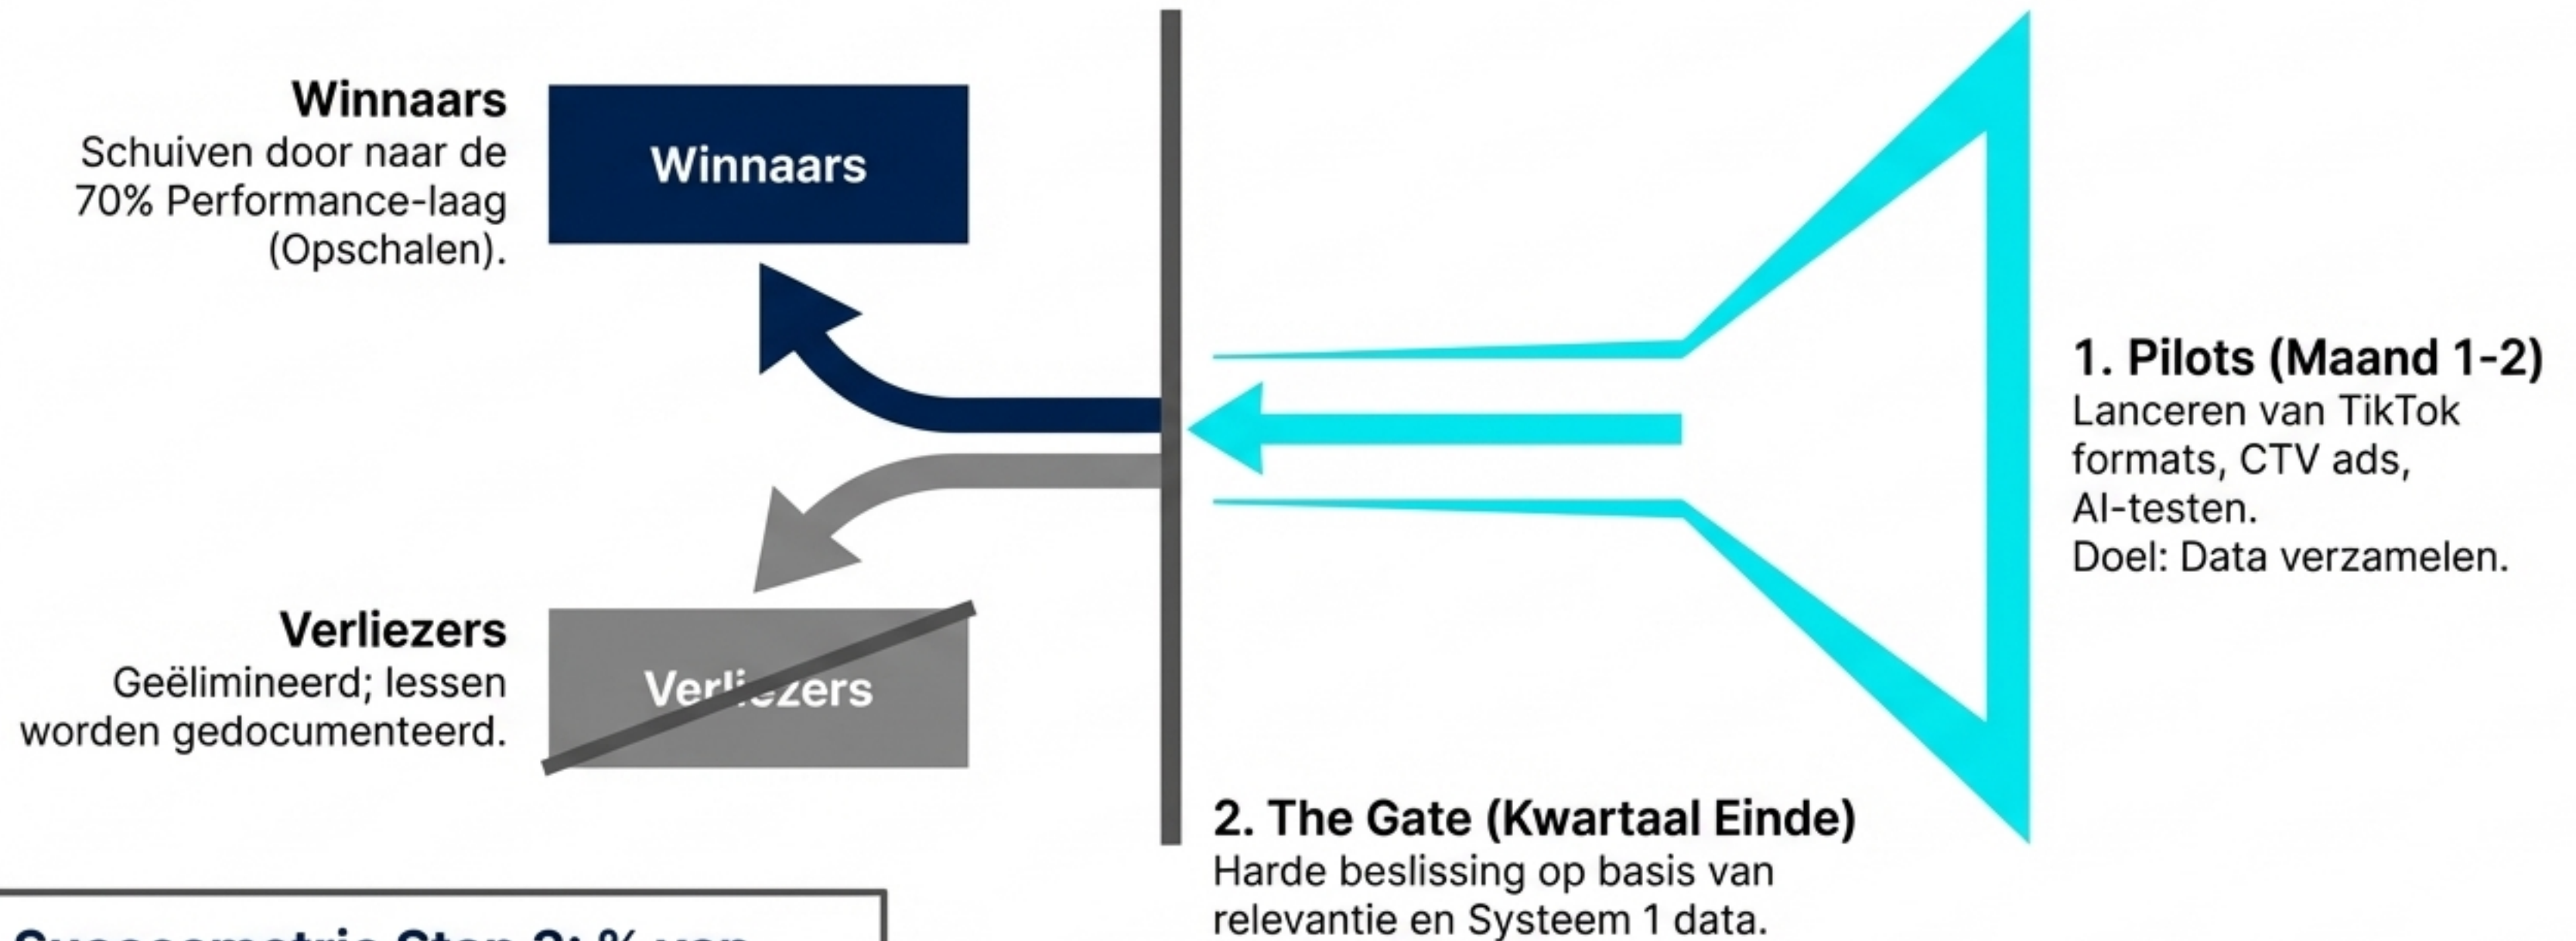 Winnaars
Schuiven door naar de
70% Performance-laag
(Opschalen).
Winnaars
Verliezers
Geëlimineerd; lessen
worden gedocumenteerd.
Verliezers
1. Pilots (Maand 1-2)
Lanceren van TikTok
formats, CTV ads,
AI-testen.
Doel: Data verzamelen.
2. The Gate (Kwartaal Einde)
Harde beslissing op basis van
relevantie en Systeem 1 data.